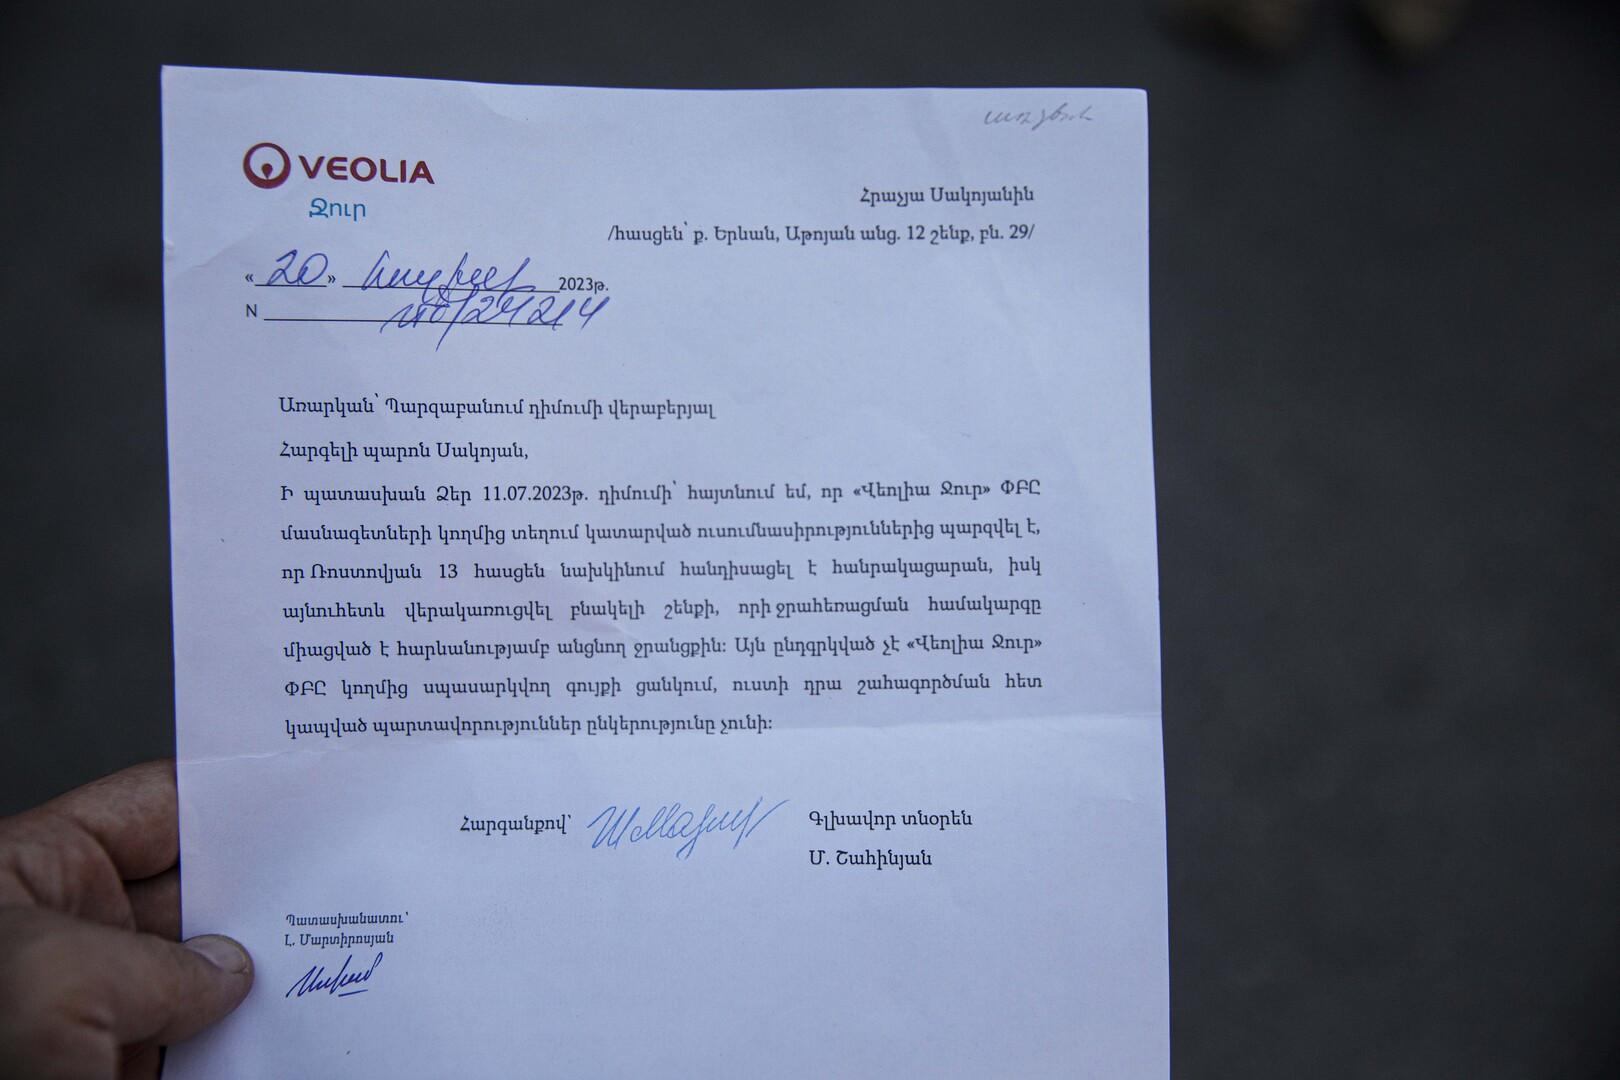 VEOLIA
Ջուր
Հրաչյա Սակոյանին
/հասցեն՝ ք. Երևան, Աթոյան անց. 12 շենք, բն. 29/
« 20 » 2023թ.
N 24214
Առարկան՝ Պարզաբանում դիմումի վերաբերյալ
Հարգելի պարոն Սակոյան,
Ի պատասխան Ձեր 11.07.2023թ. դիմումի՝ հայտնում եմ, որ «Վեոլիա Ջուր» ՓԲԸ
մասնագետների կողմից տեղում կատարված ուսումնասիրություններից պարզվել է,
որ Ռոստովյան 13 հասցեն նախկինում հանդիսացել է հանրակացարան, իսկ
այնուհետև վերակառուցվել բնակելի շենքի, որի ջրահեռացման համակարգը
միացված է հարևանությամբ անցնող ջրանցքին: Այն ընդգրկված չէ «Վեոլիա Ջուր»
ՓԲԸ կողմից սպասարկվող գույքի ցանկում, ուստի դրա շահագործման հետ
կապված պարտավորություններ ընկերությունը չունի:
Հարգանքով՝
Գլխավոր տնօրեն
Մ. Շահինյան
Պատասխանատու՝
Լ. Մարտիրոսյան